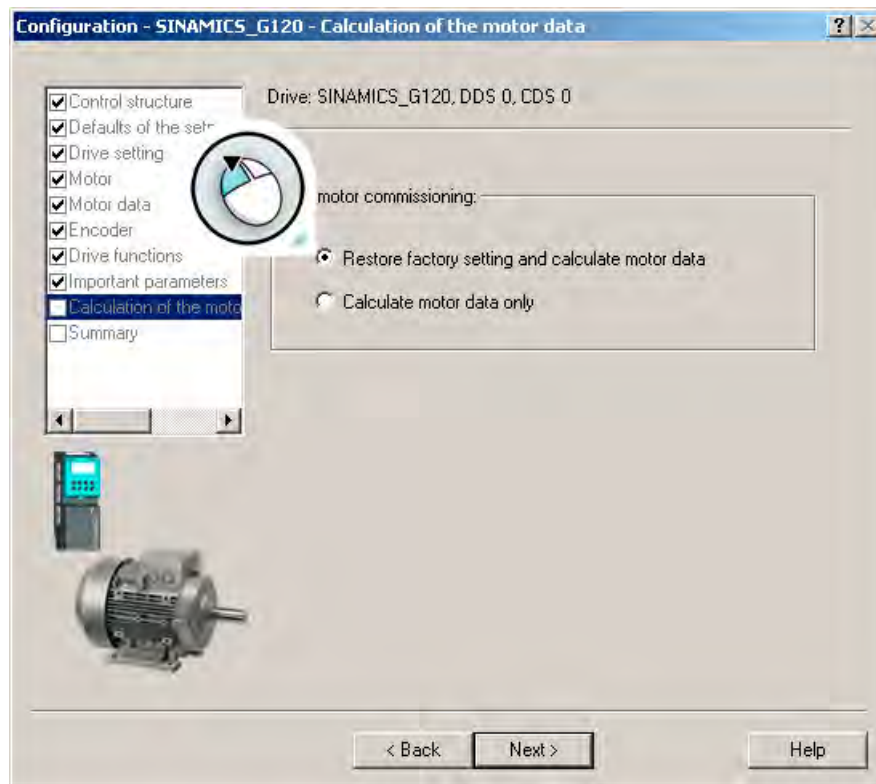 Configuration - SINAMICS_G120 - Calculation of the motor data
Drive: SINAMICS_G120, DDS 0, CDS 0
Control structure
Defaults of the
Drive setting
Motor
Motor data
Encoder
Drive functions
Important parameters
Calculation of the moto
Summary
motor commissioning:
Restore factory setting and calculate motor data
Calculate motor data only
< Back
Next >
Help